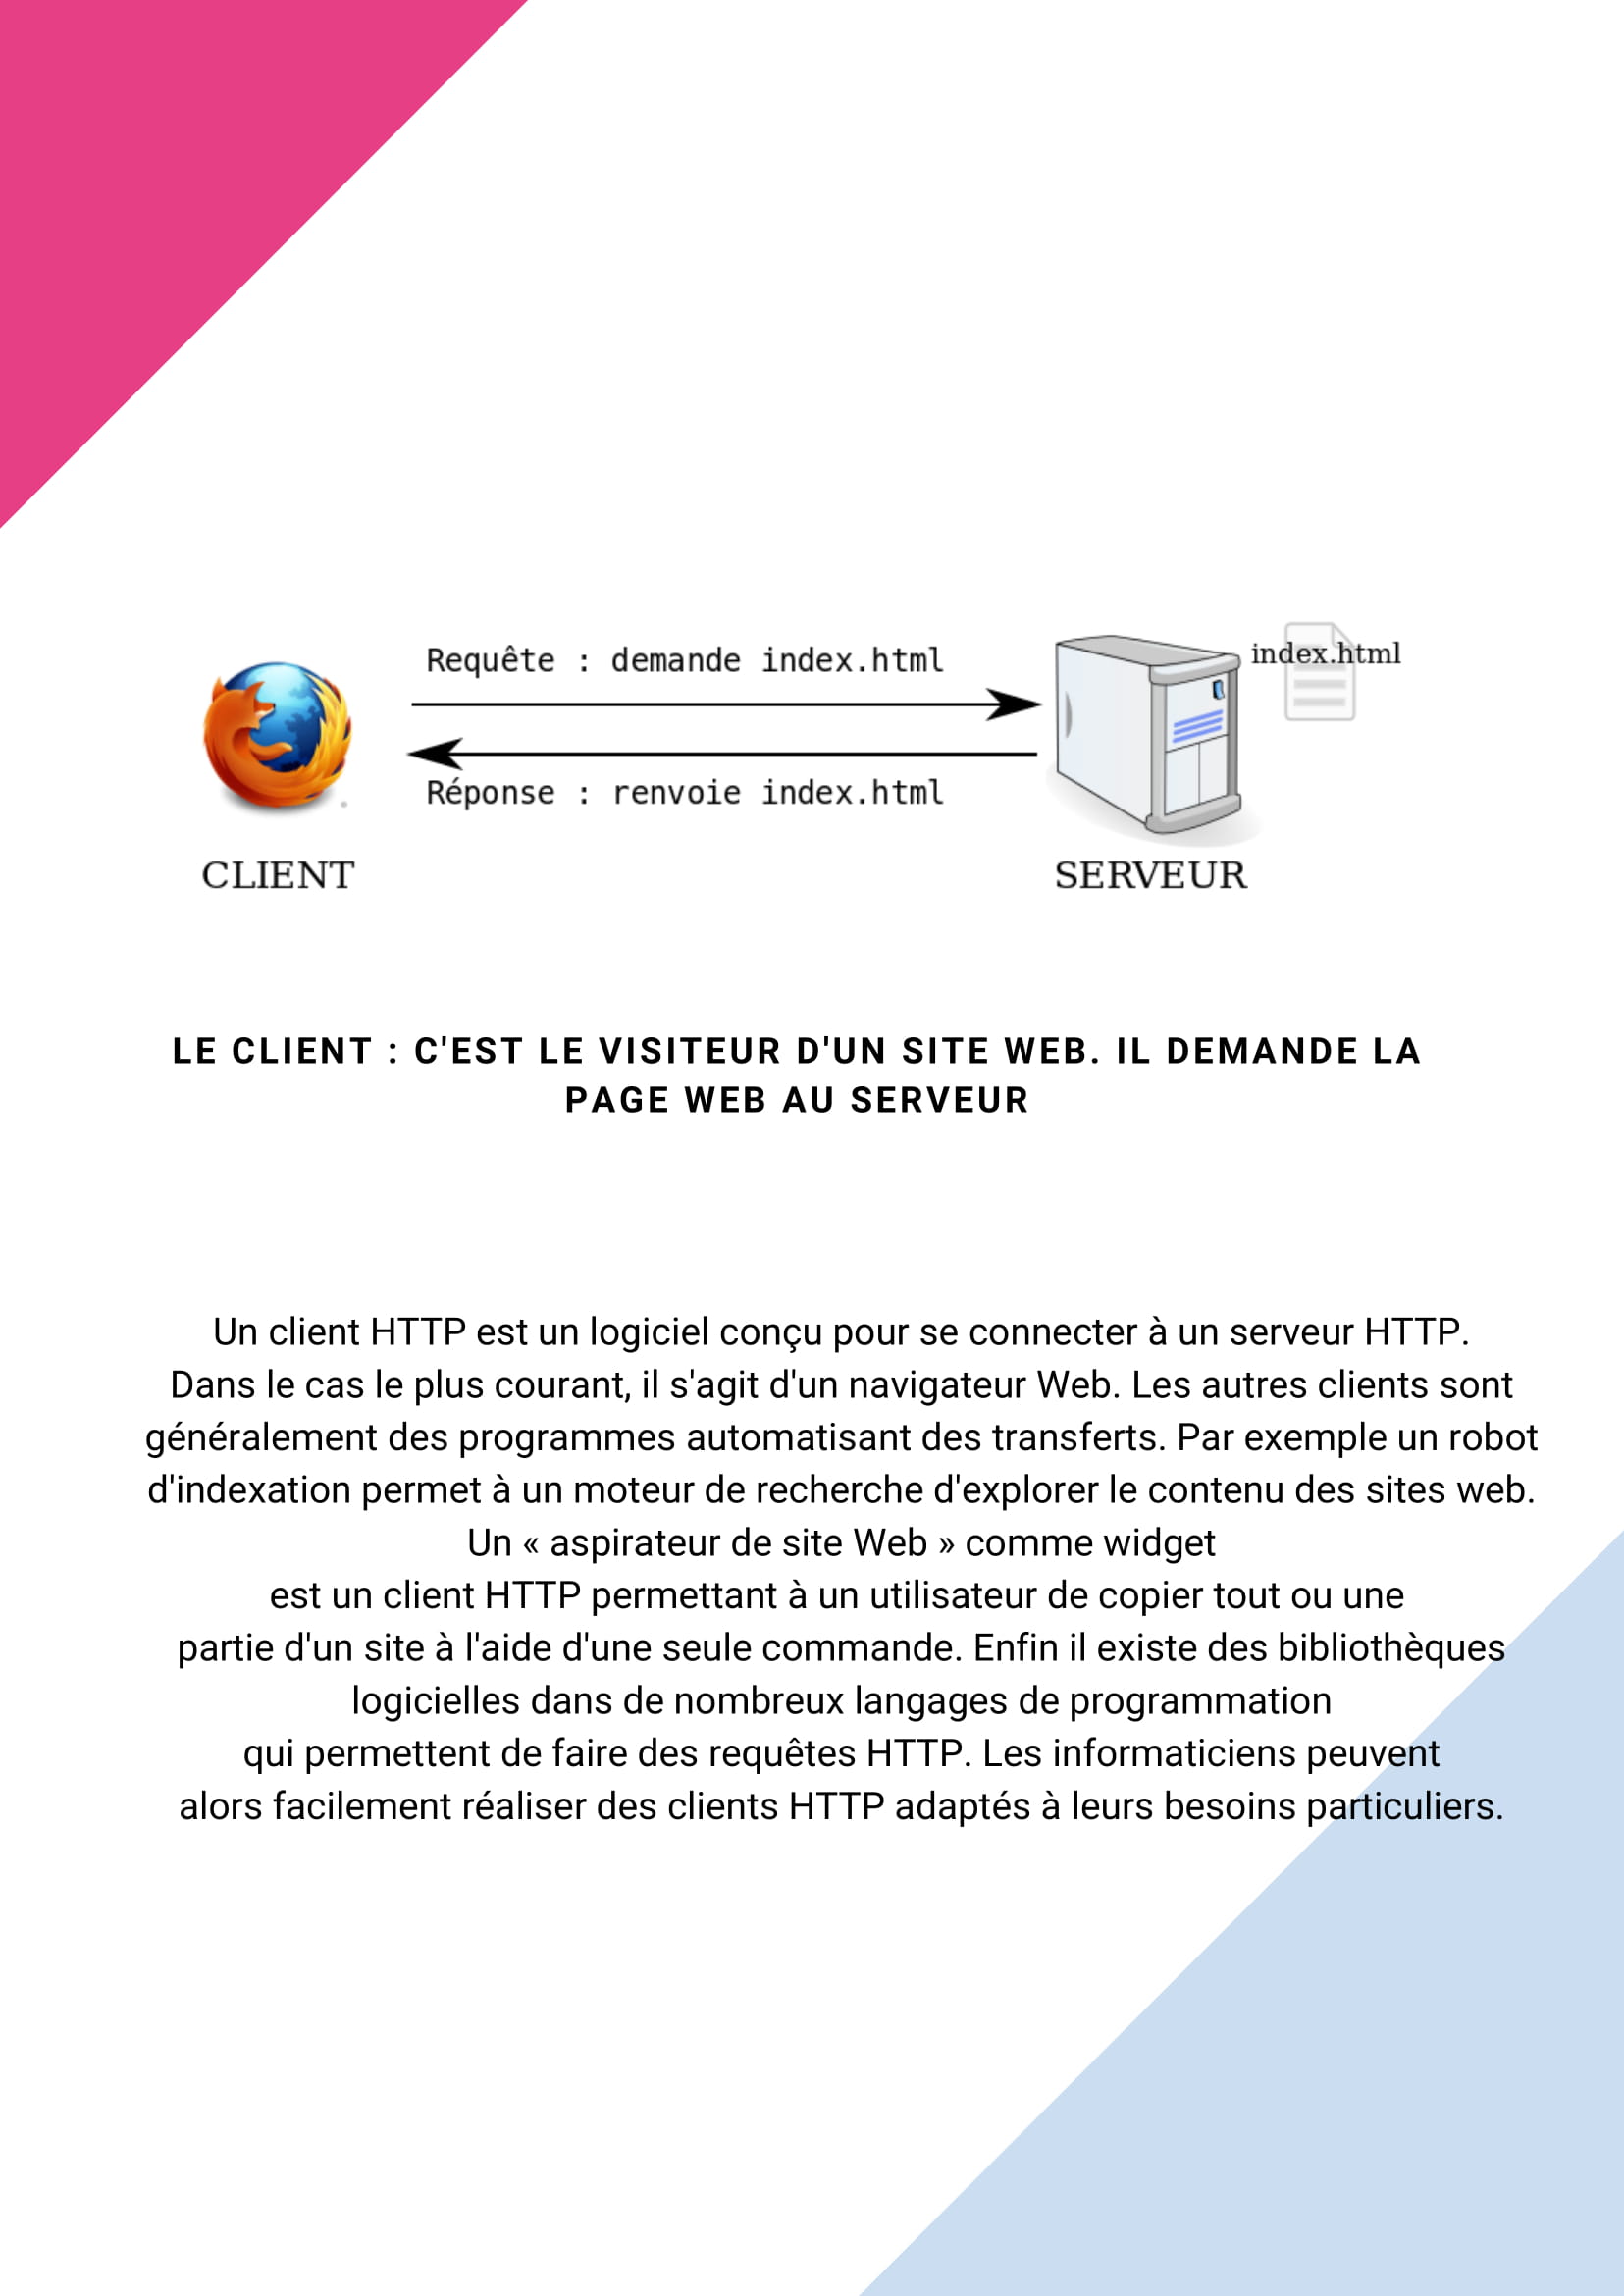 Requête : demande index.html
index.html
Réponse : renvoie index.html
CLIENT
SERVEUR
LE CLIENT : C'EST LE VISITEUR D'UN SITE WEB. IL DEMANDE LA
PAGE WEB AU SERVEUR
Un client HTTP est un logiciel conçu pour se connecter à un serveur HTTP.
Dans le cas le plus courant, il s'agit d'un navigateur Web. Les autres clients sont
généralement des programmes automatisant des transferts. Par exemple un robot
d'indexation permet à un moteur de recherche d'explorer le contenu des sites web.
Un « aspirateur de site Web » comme widget
est un client HTTP permettant à un utilisateur de copier tout ou une
partie d'un site à l'aide d'une seule commande. Enfin il existe des bibliothèques
logicielles dans de nombreux langages de programmation
qui permettent de faire des requêtes HTTP. Les informaticiens peuvent
alors facilement réaliser des clients HTTP adaptés à leurs besoins particuliers.